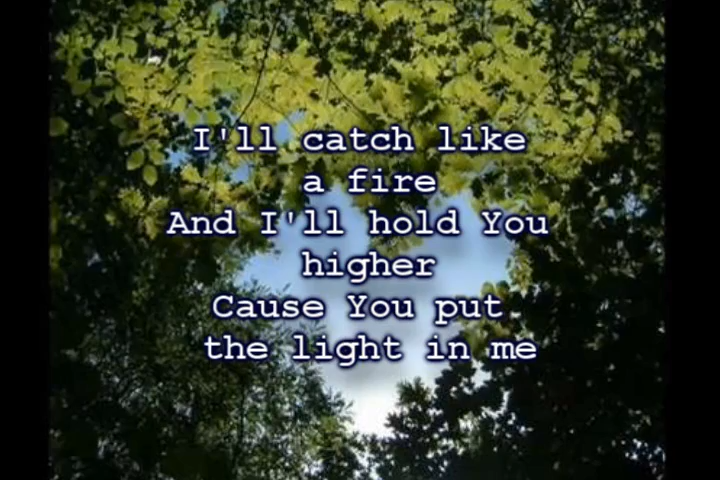 I'll catch like
a fire
And I'll hold You
higher
Cause You put
the light in me